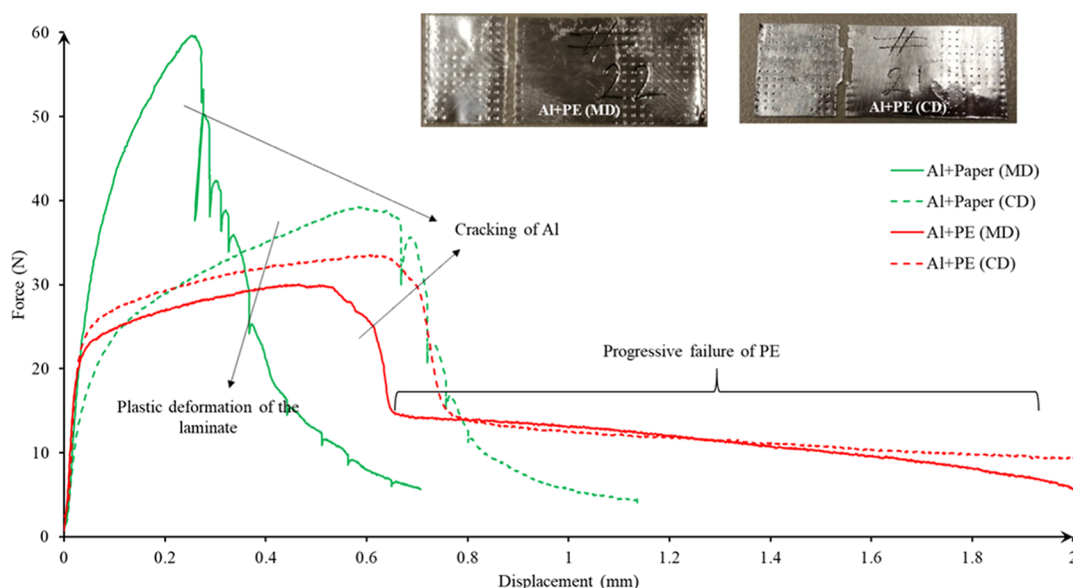 60
50
40
30
20
10
0
Force (N)
0
0.2
0.4
0.6
0.8
1
1.2
1.4
1.6
1.8
2
Displacement (mm)
#
22
Al+PE (MD)
#
21
Al+PE (CD)
Al+Paper (MD)
Al+Paper (CD)
Al+PE (MD)
Al+PE (CD)
Cracking of Al
Progressive failure of PE
Plastic deformation of the
laminate